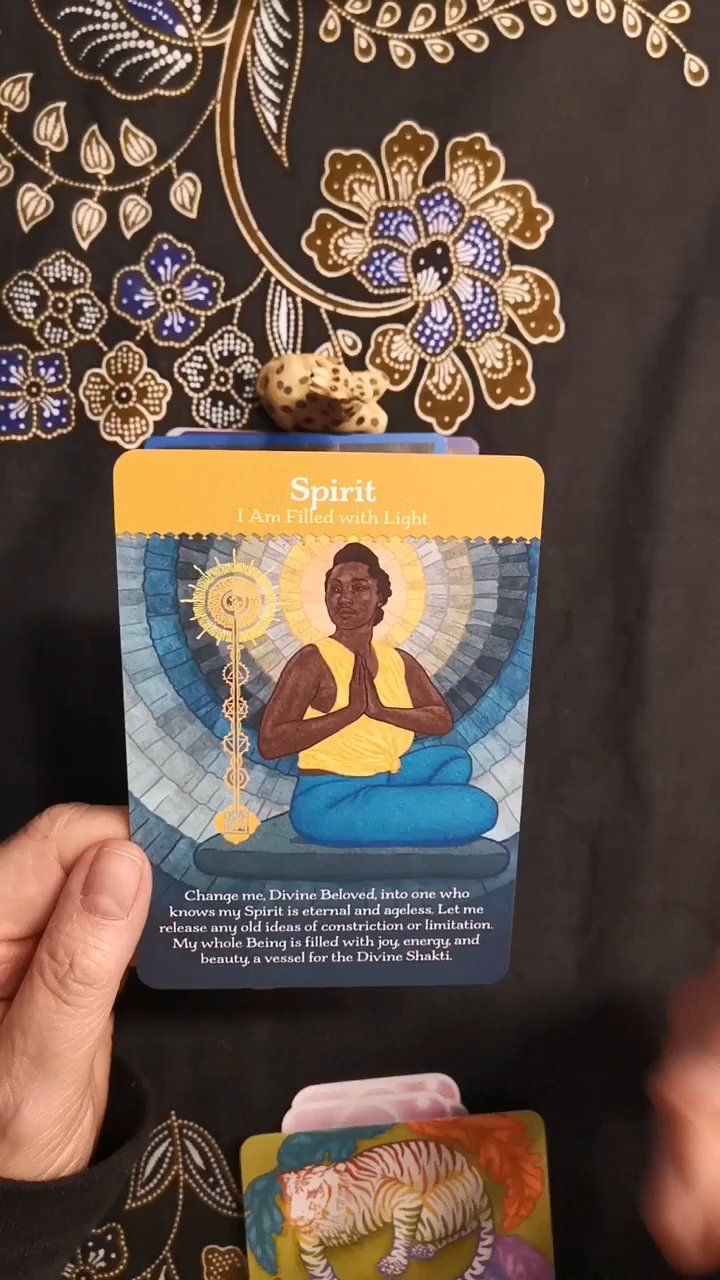 Spirit
I Am Filled with Light
Change me, Divine Beloved, into one who
knows my Spirit is eternal and ageless. Let me
release any old ideas of constriction or limitation.
My whole Being is filled with joy, energy, and
beauty, a vessel for the Divine Shakti.